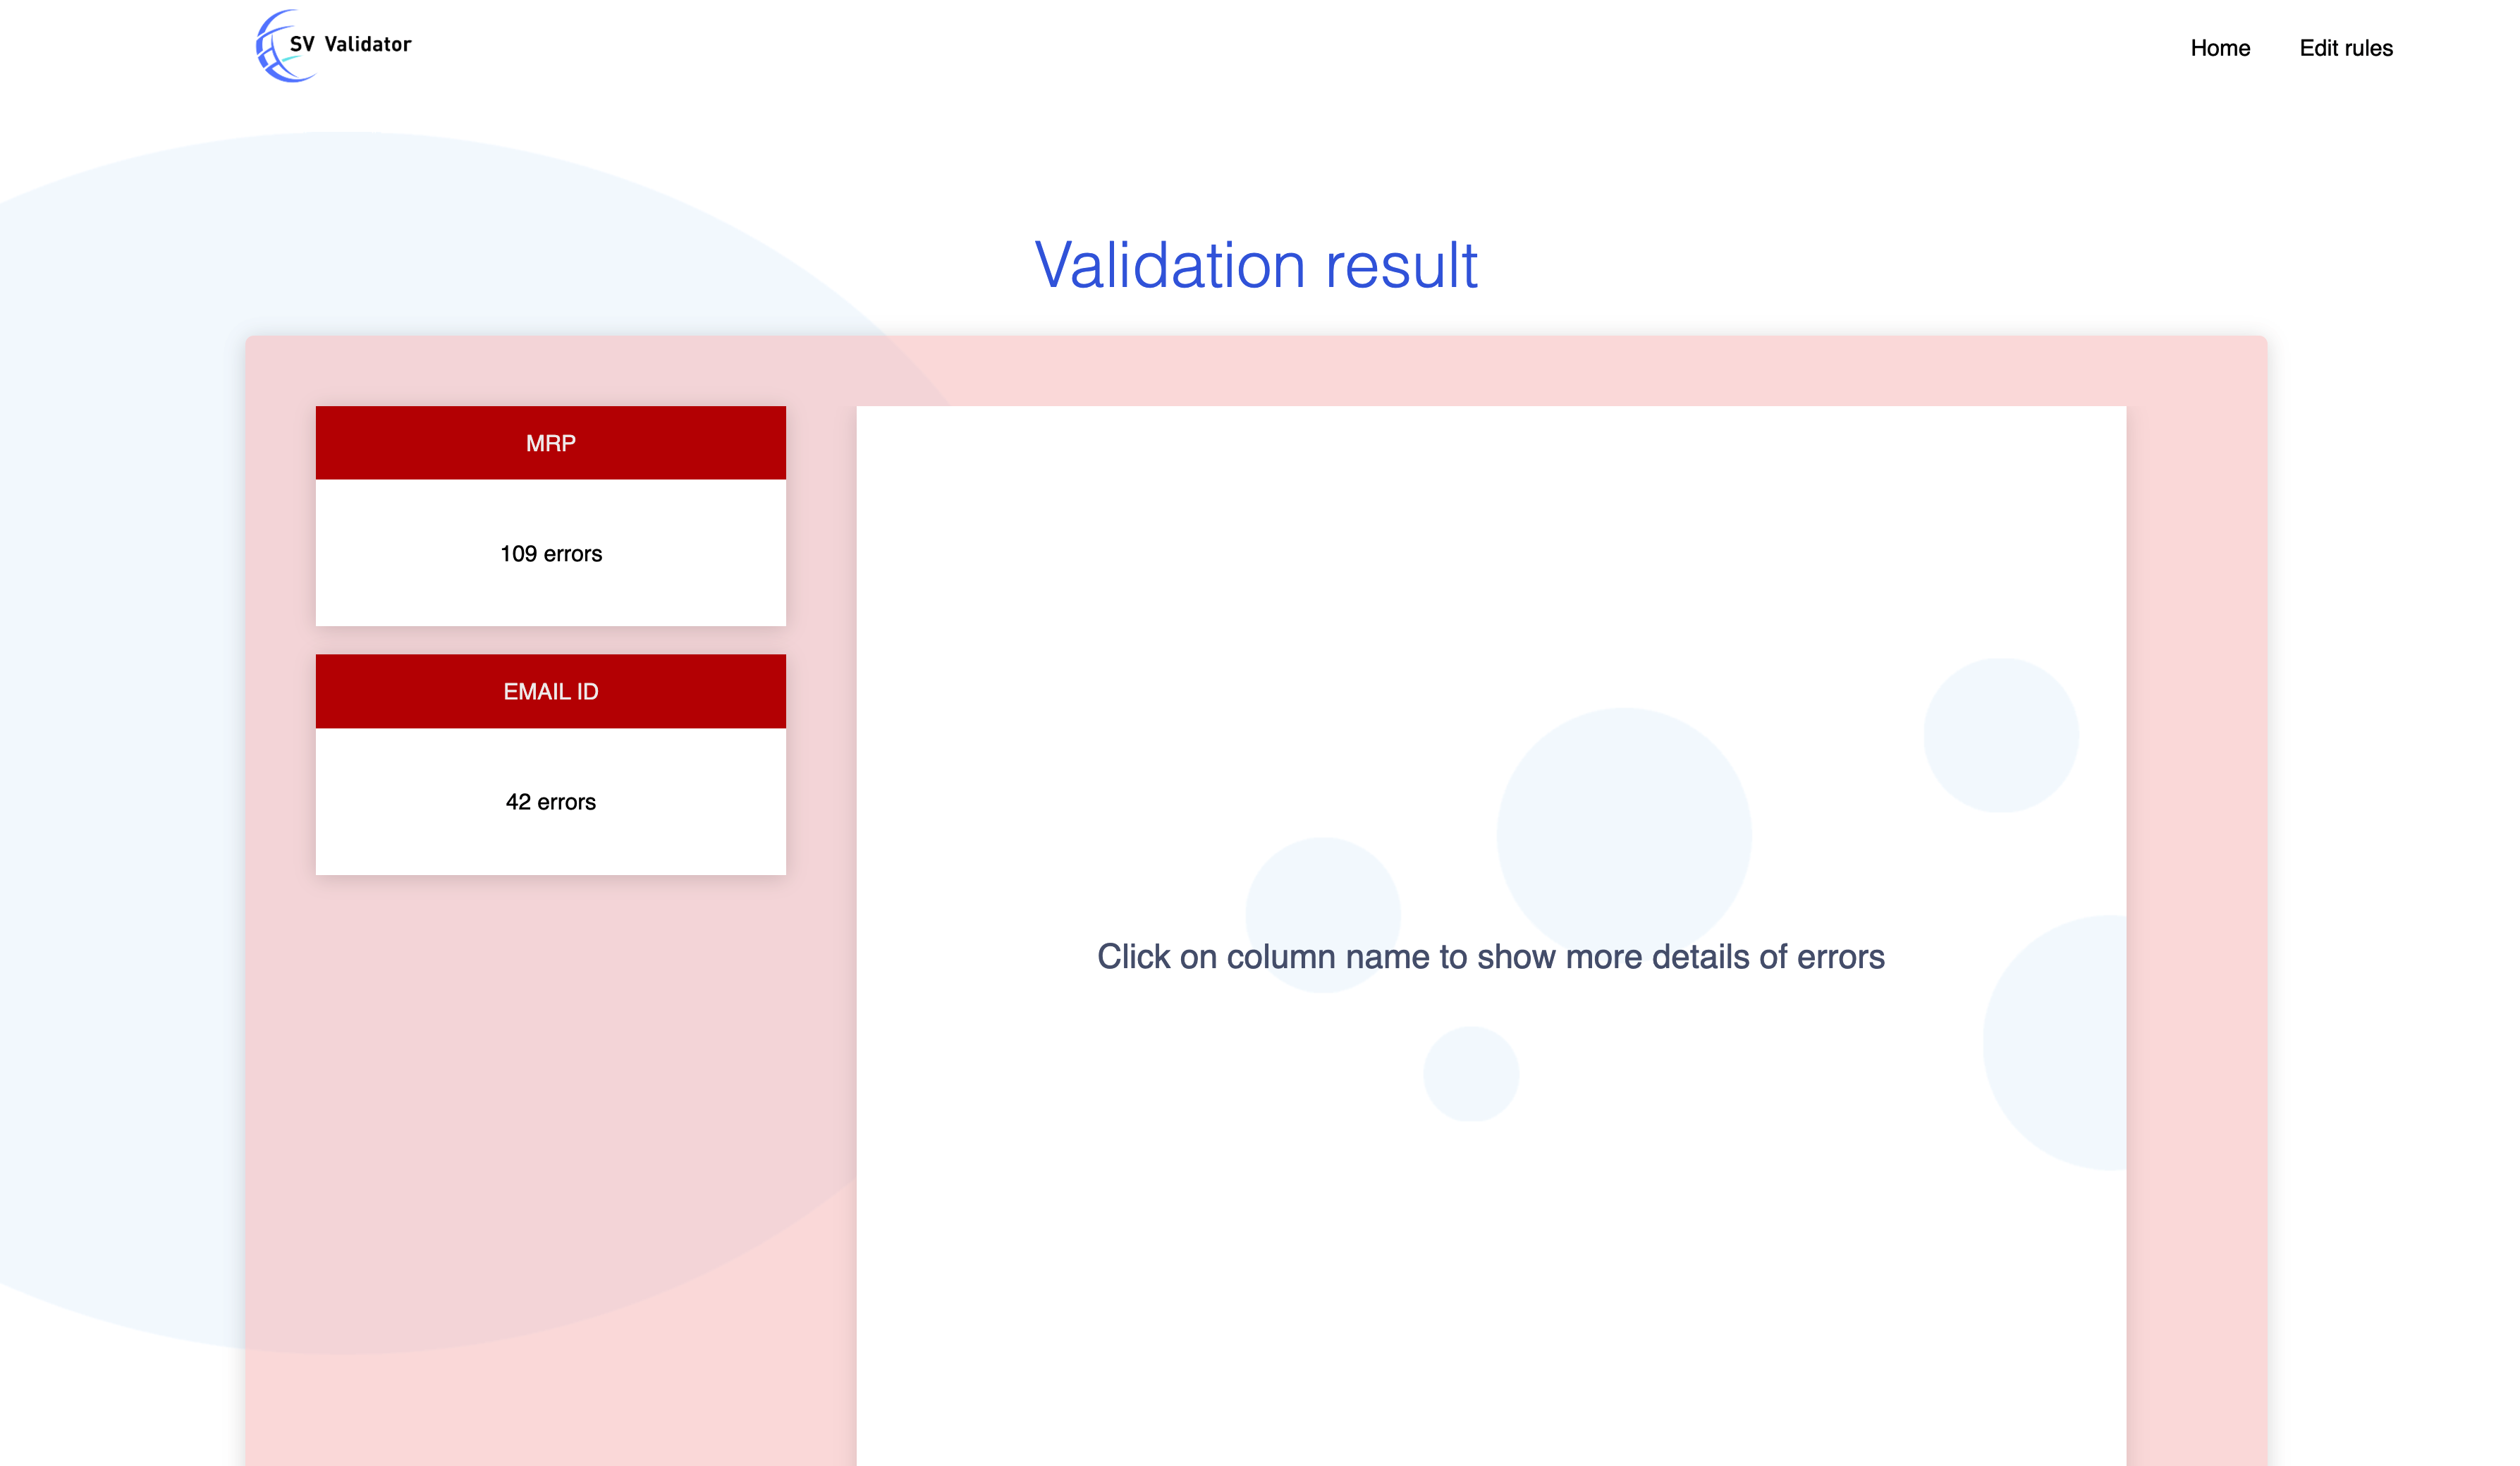 SV Validator
Home
Edit rules
Validation result
MRP
109 errors
EMAIL ID
42 errors
Click on column name to show more details of errors